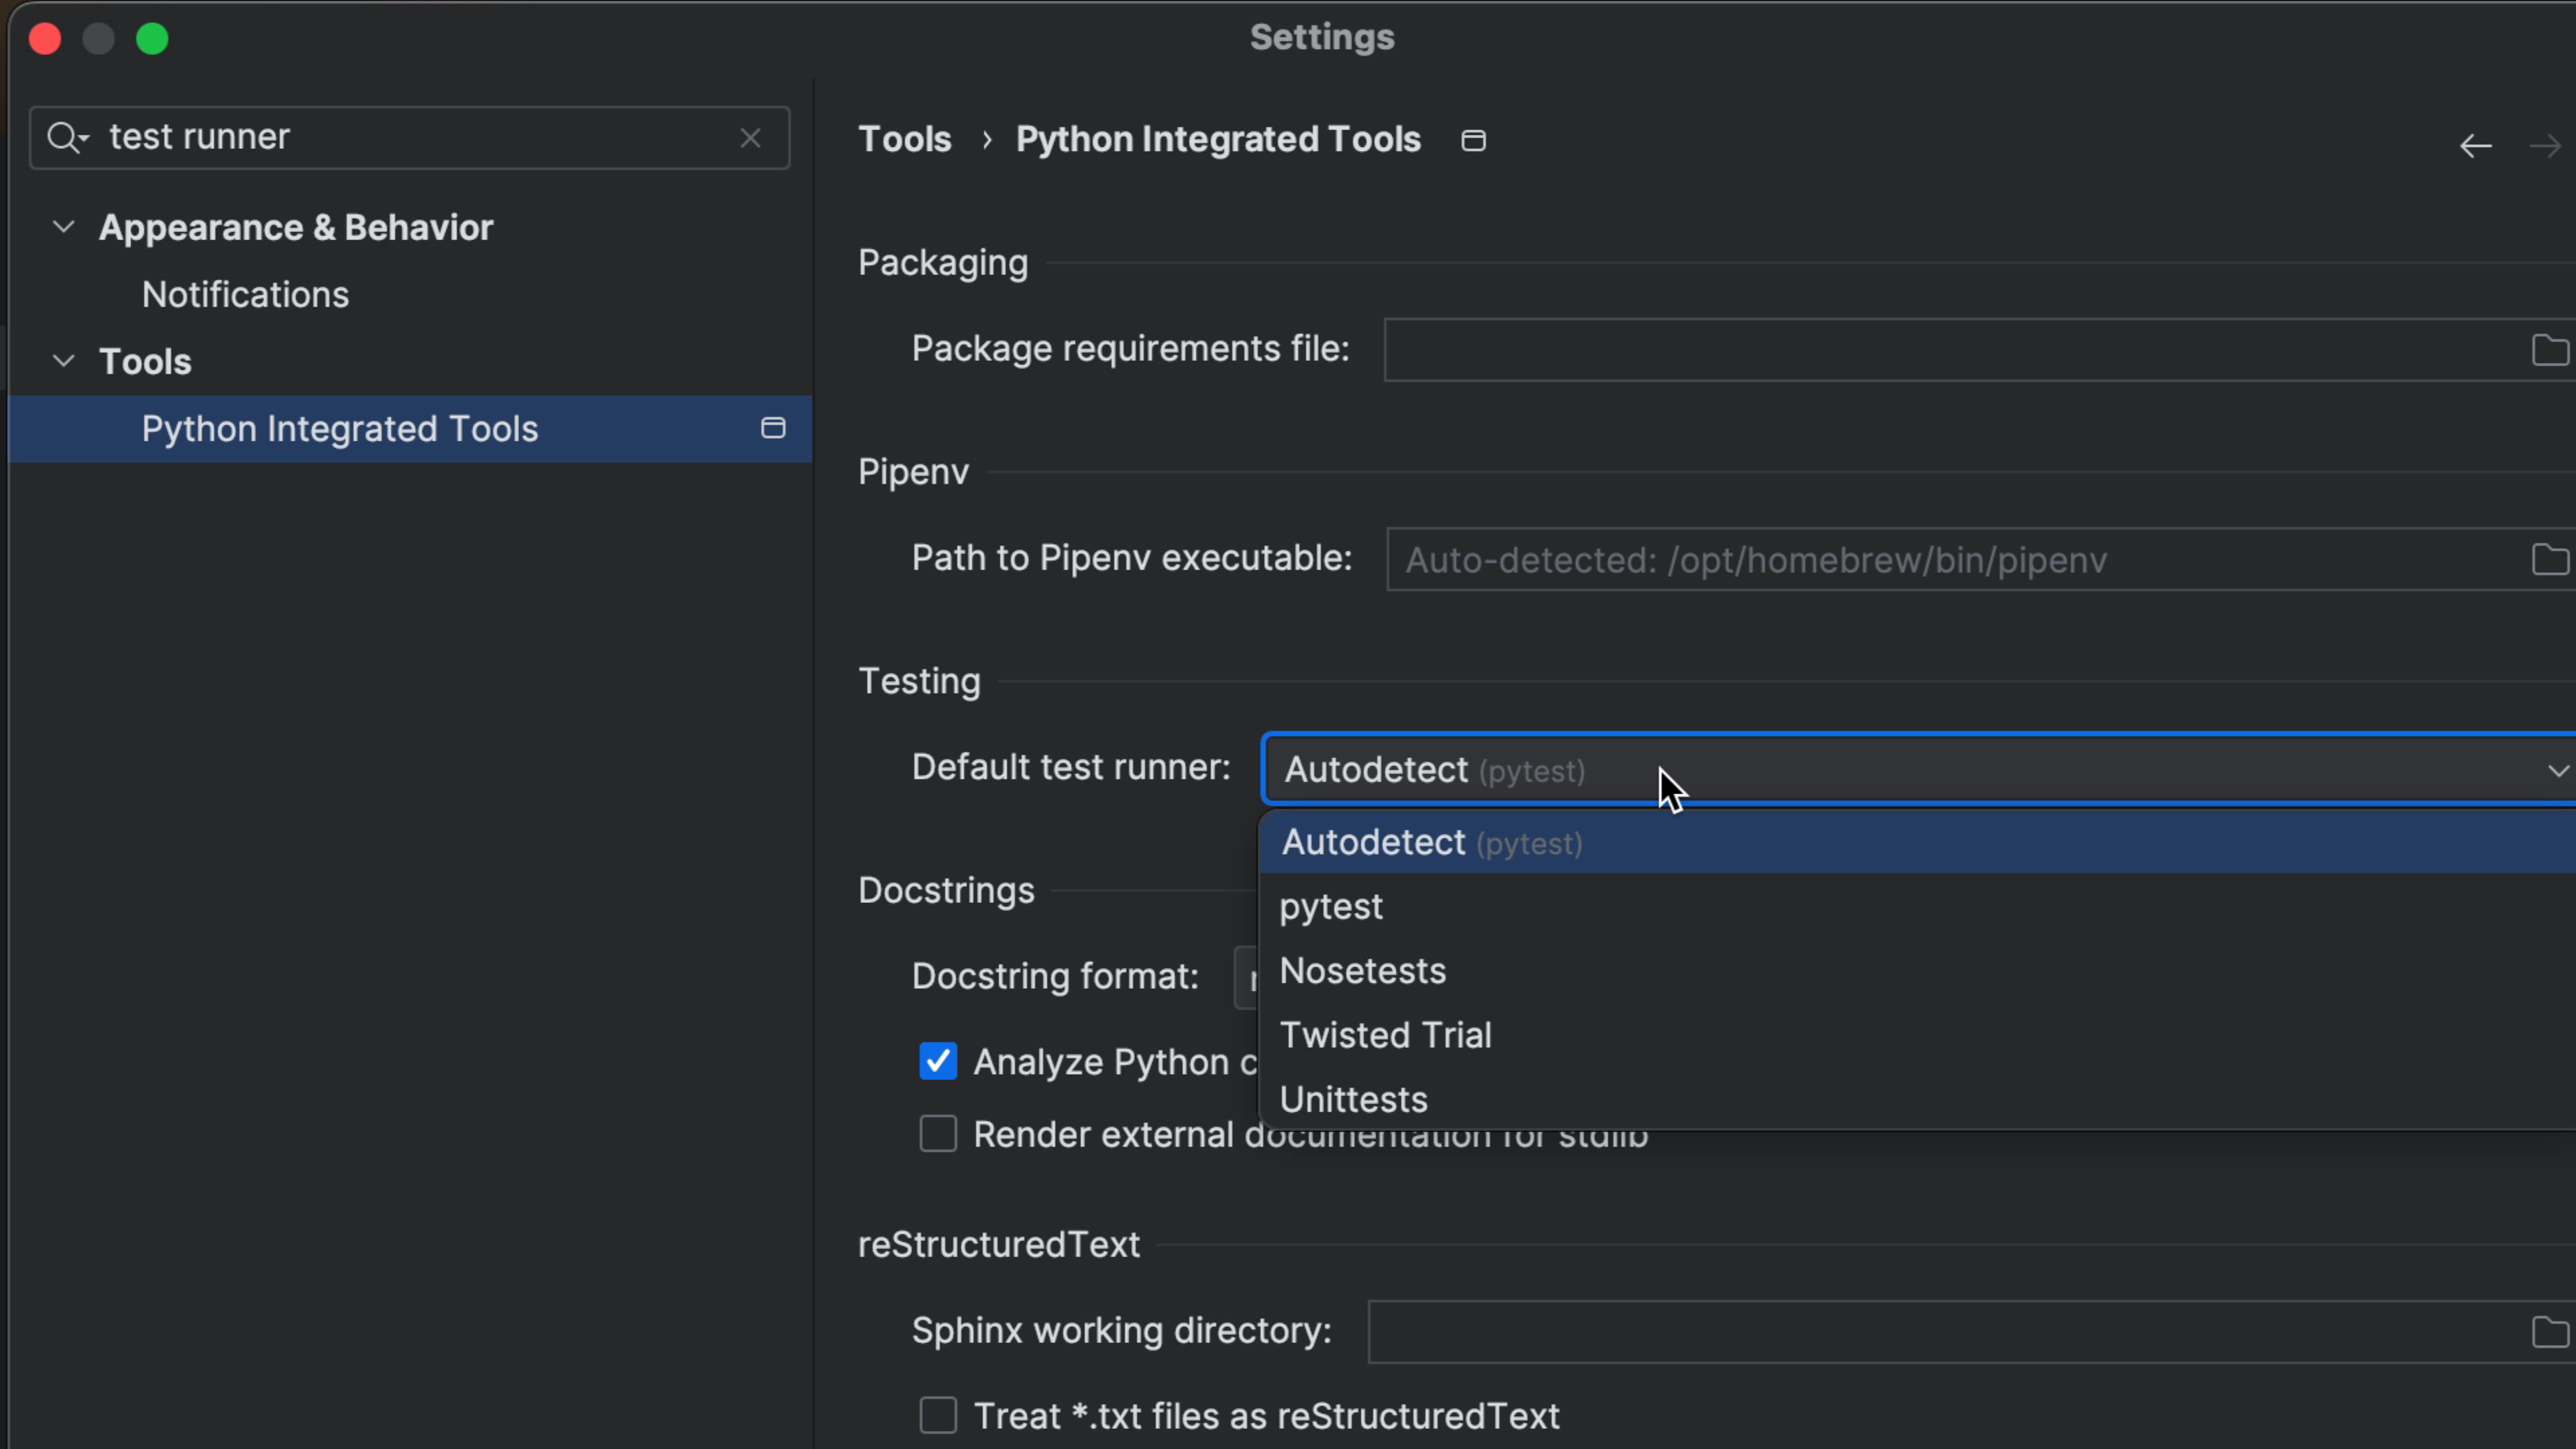 Settings
test runner
Appearance & Behavior
Notifications
Tools
Python Integrated Tools
Tools › Python Integrated Tools
Packaging
Package requirements file:
Pipenv
Path to Pipenv executable: Auto-detected: /opt/homebrew/bin/pipenv
Testing
Default test runner: Autodetect (pytest)
Autodetect (pytest)
pytest
Nosetests
Twisted Trial
Unittests
Docstrings
Docstring format:
Analyze Python
Render external documentation for stdlib
reStructuredText
Sphinx working directory:
Treat *.txt files as reStructuredText